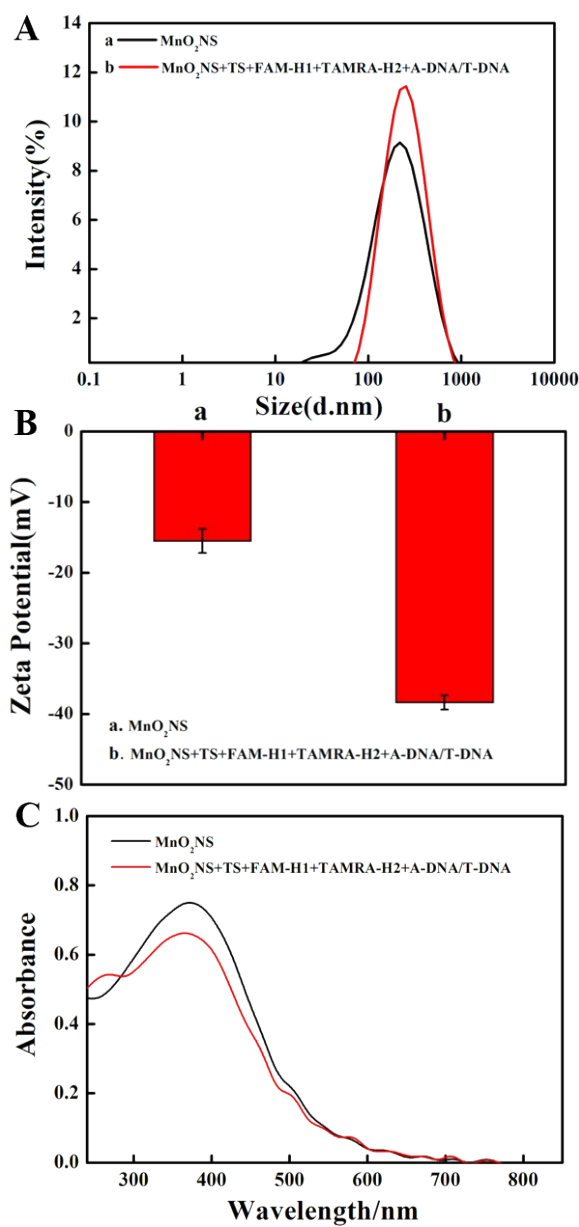 A
14
12
10
8
6
4
2
Intensity(%)
a MnO₂NS
b MnO₂NS+TS+FAM-H1+TAMRA-H2+A-DNA/T-DNA
0.1 1 10 100 1000 10000
Size(d.nm)
B
a b
0
-10
-20
-30
-40
-50
Zeta Potential(mV)
a. MnO₂NS
b. MnO₂NS+TS+FAM-H1+TAMRA-H2+A-DNA/T-DNA
C
1.0
0.8
0.6
0.4
0.2
0.0
Absorbance
MnO₂NS
MnO₂NS+TS+FAM-H1+TAMRA-H2+A-DNA/T-DNA
300 400 500 600 700 800
Wavelength/nm